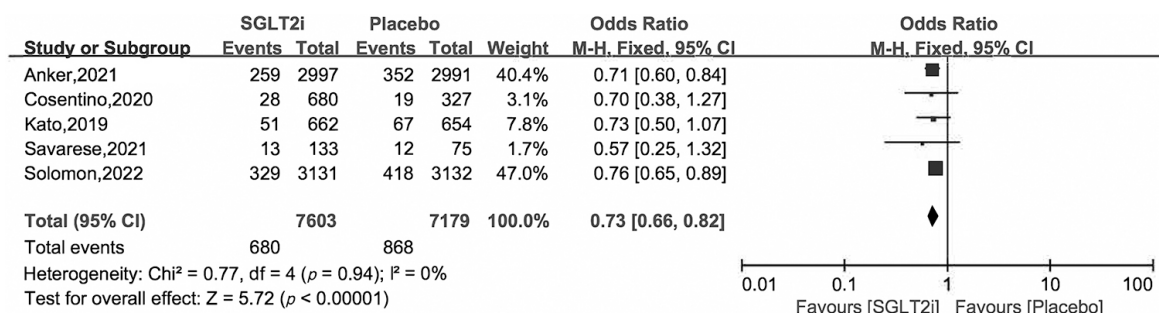 SGLT2i Placebo Odds Ratio Odds Ratio
Study or Subgroup Events Total Events Total Weight M-H, Fixed, 95% CI M-H, Fixed, 95% CI
Anker,2021 259 2997 352 2991 40.4% 0.71 [0.60, 0.84]
Cosentino,2020 28 680 19 327 3.1% 0.70 [0.38, 1.27]
Kato,2019 51 662 67 654 7.8% 0.73 [0.50, 1.07]
Savarese,2021 13 133 12 75 1.7% 0.57 [0.25, 1.32]
Solomon,2022 329 3131 418 3132 47.0% 0.76 [0.65, 0.89]
Total (95% CI) 7603 7179 100.0% 0.73 [0.66, 0.82]
Total events 680 868
Heterogeneity: Chi² = 0.77, df = 4 (p = 0.94); I² = 0%
Test for overall effect: Z = 5.72 (p < 0.00001)
0.01 0.1 1 10 100
Favours [SGLT2i] Favours [Placebo]